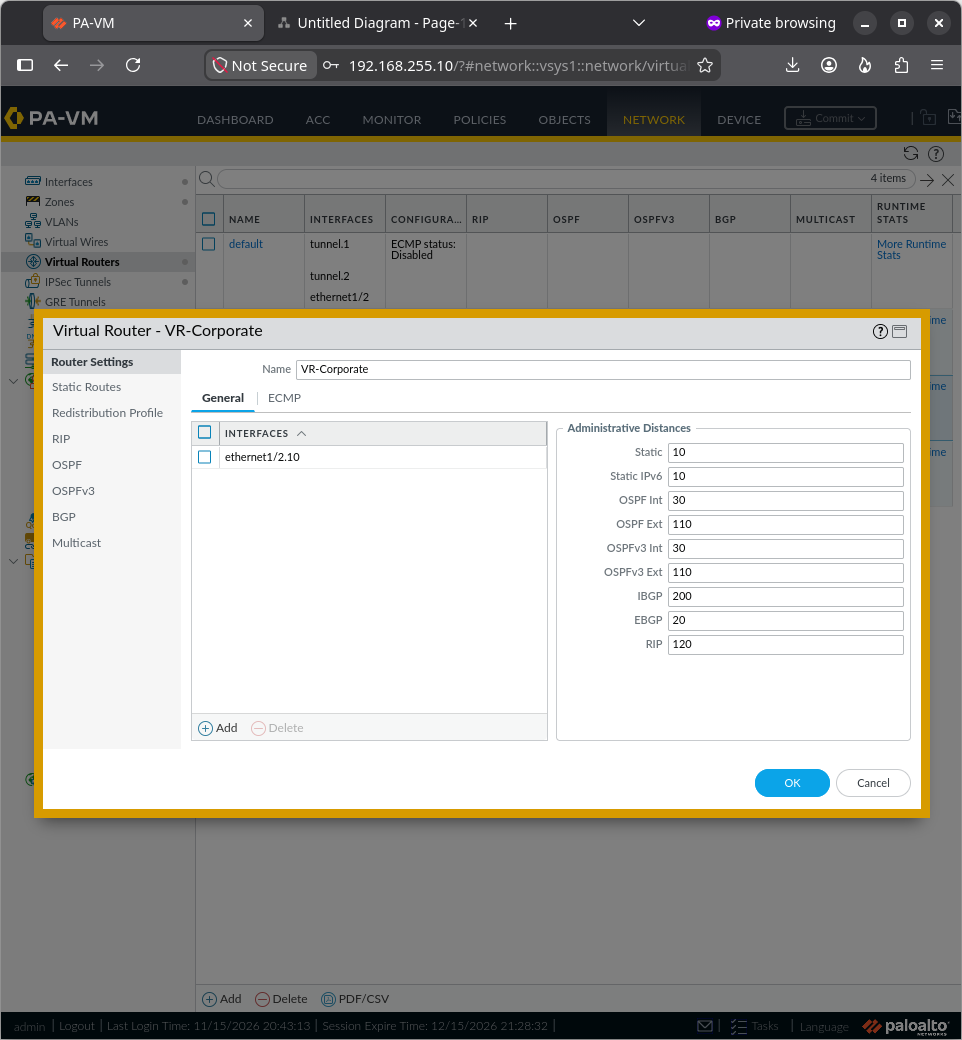 PA-VM
Untitled Diagram - Page-1
Private browsing
Not Secure
192.168.255.10/?#network::vsys1::network/virtua
PA-VM
DASHBOARD ACC MONITOR POLICIES OBJECTS NETWORK DEVICE Commit
4 items
Interfaces
Zones
VLANs
Virtual Wires
Virtual Routers
IPSec Tunnels
GRE Tunnels
NAME INTERFACES CONFIGURA... RIP OSPF OSPFV3 BGP MULTICAST RUNTIME STATS
default
tunnel.1
tunnel.2
ethernet1/2
ECMP status:
Disabled
More Runtime
Stats
Virtual Router - VR-Corporate
Router Settings
Static Routes
Redistribution Profile
RIP
OSPF
OSPFv3
BGP
Multicast
Name VR-Corporate
General ECMP
INTERFACES
ethernet1/2.10
Add Delete
Administrative Distances
Static 10
Static IPv6 10
OSPF Int 30
OSPF Ext 110
OSPFv3 Int 30
OSPFv3 Ext 110
IBGP 200
EBGP 20
RIP 120
OK Cancel
Add Delete PDF/CSV
admin | Logout | Last Login Time: 11/15/2026 20:43:13 | Session Expire Time: 12/15/2026 21:28:32 | Tasks | Language paloalto
NETWORKS